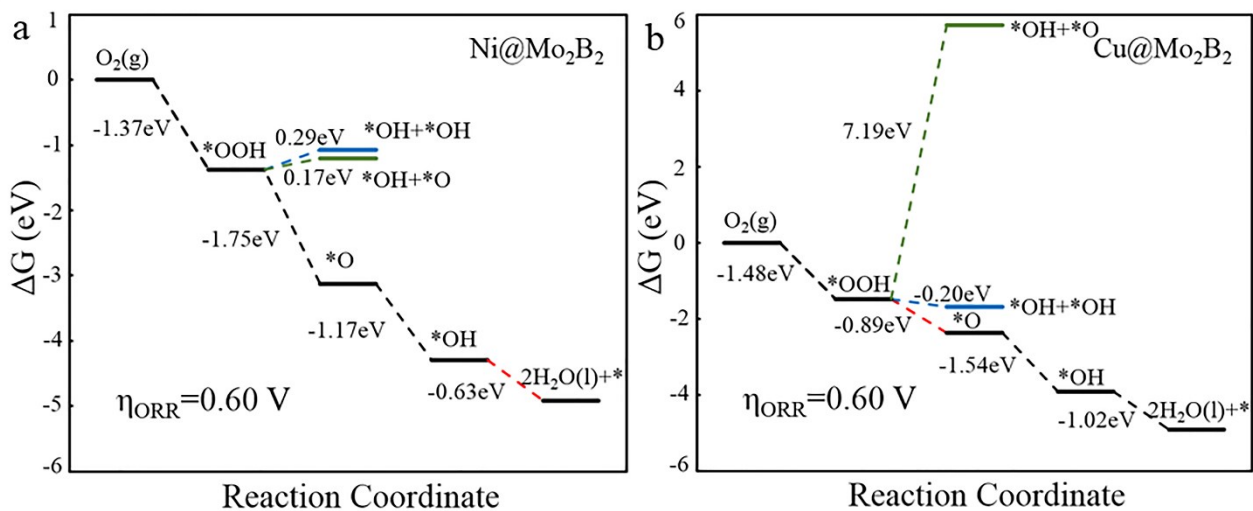 a
Ni@Mo₂B₂
ΔG (eV)
1
0
-1
-2
-3
-4
-5
-6
O₂(g)
-1.37eV
*OOH
0.29eV
*OH+*OH
0.17eV
*OH+*O
-1.75eV
*O
-1.17eV
*OH
-0.63eV
2H₂O(l)+*
ηORR=0.60 V
Reaction Coordinate
b
Cu@Mo₂B₂
ΔG (eV)
6
4
2
0
-2
-4
-6
*OH+*O
7.19eV
O₂(g)
-1.48eV
*OOH
-0.20eV
*OH+*OH
-0.89eV
*O
-1.54eV
*OH
-1.02eV
2H₂O(l)+*
ηORR=0.60 V
Reaction Coordinate